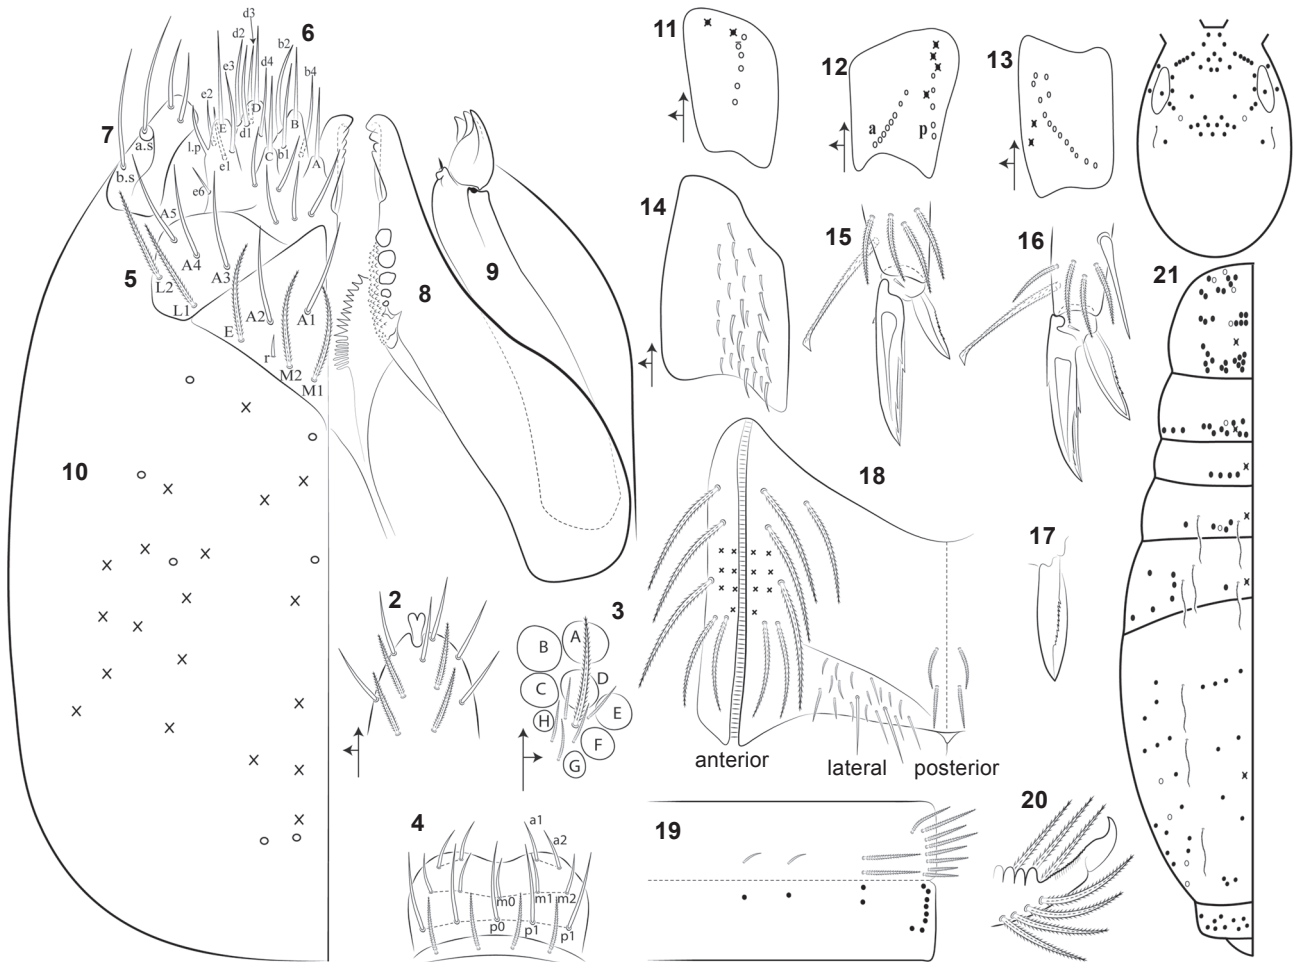 d3
d2
6
b2
e3
d4
b4
e2
D
7
E
d1
B
a.s
l.p
C
b1
A
e1
b.s
e6
A5
A4
A3
5
L2
L1
A2
A1
E
r
M2
M1
8
9
10
2
3
A
B
C
D
E
F
G
H
4
a1
a2
m0
m1
m2
p0
p1
p1
11
12
a
p
13
14
15
16
17
18
anterior
lateral
posterior
19
20
21